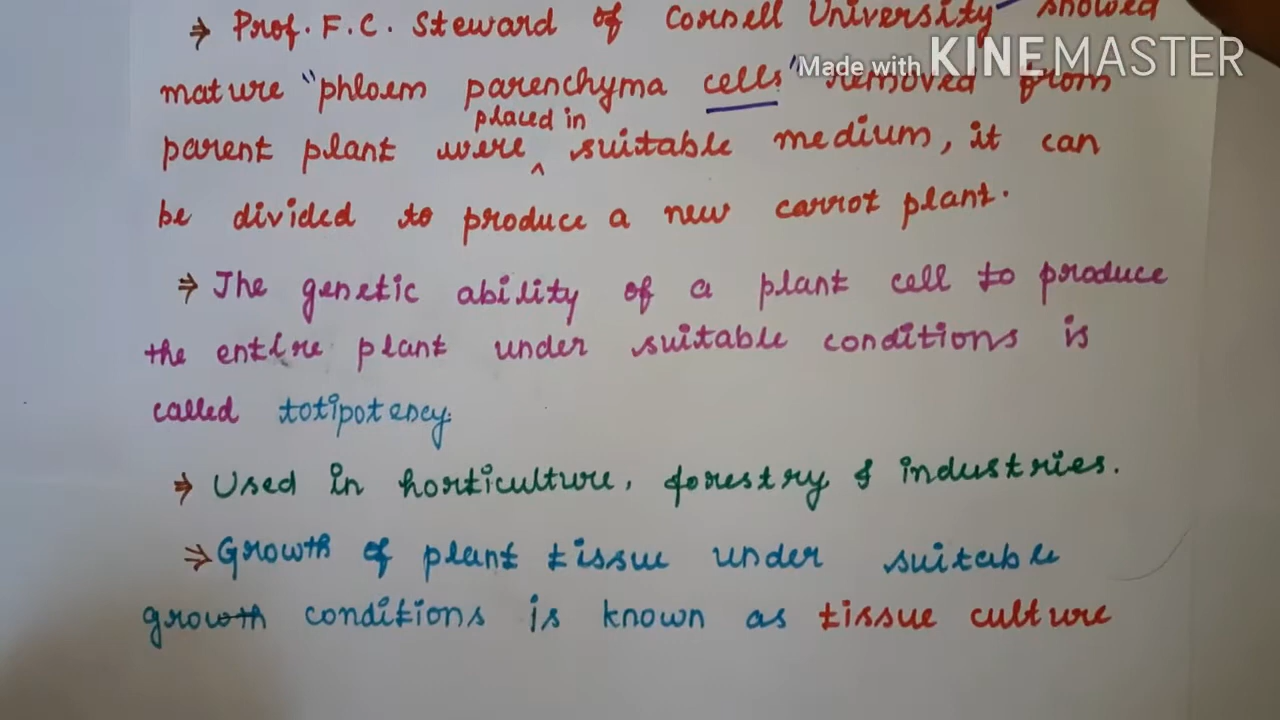 ⇒ Prof. F.C. Steward of Cornell University showed
Made with KINEMASTER
mature "phloem parenchyma cells" removed from
placed in
parent plant were ^ suitable medium, it can
be divided to produce a new carrot plant.
⇒ The genetic ability of a plant cell to produce
the entire plant under suitable conditions is
called totipotency.
⇒ Used in horticulture, forestry & industries.
⇒ Growth of plant tissue under suitable
growth conditions is known as tissue culture